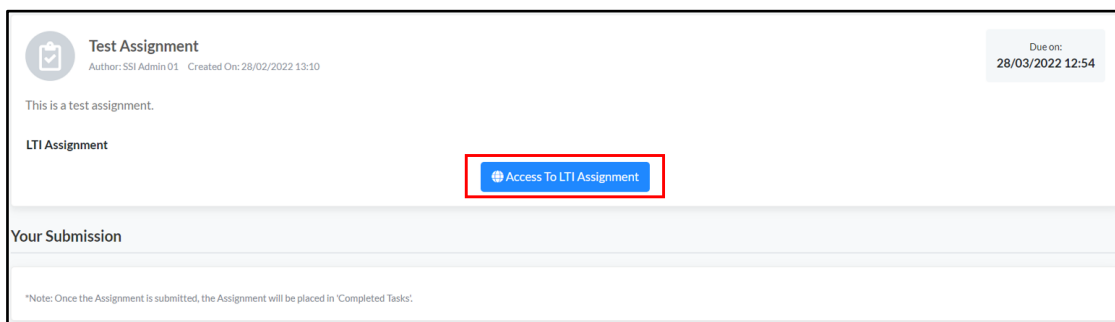 Test Assignment
Author: SSI Admin 01 Created On: 28/02/2022 13:10
Due on:
28/03/2022 12:54
This is a test assignment.
LTI Assignment
Access To LTI Assignment
Your Submission
*Note: Once the Assignment is submitted, the Assignment will be placed in 'Completed Tasks'.